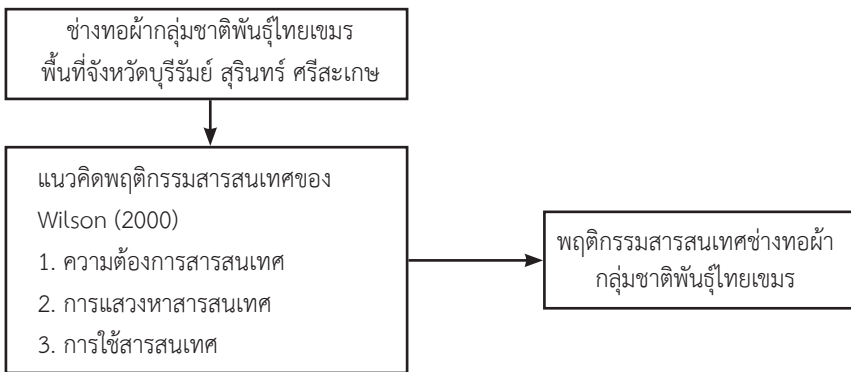 ช่างทอผ้ากลุ่มชาติพันธุ์ไทยเขมร
พื้นที่จังหวัดบุรีรัมย์ สุรินทร์ ศรีสะเกษ
แนวคิดพฤติกรรมสารสนเทศของ
Wilson (2000)
1. ความต้องการสารสนเทศ
2. การแสวงหาสารสนเทศ
3. การใช้สารสนเทศ
พฤติกรรมสารสนเทศช่างทอผ้า
กลุ่มชาติพันธุ์ไทยเขมร